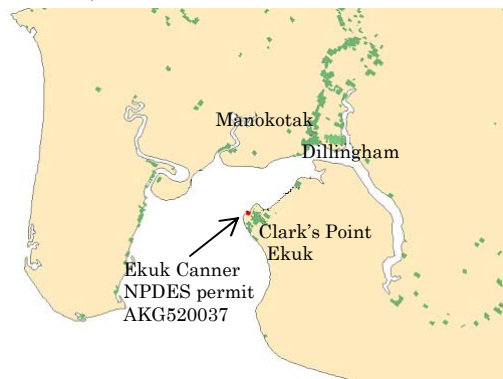 Manokotak
Dillingham
Clark's Point
Ekuk
Ekuk Canner
NPDES permit
AKG520037